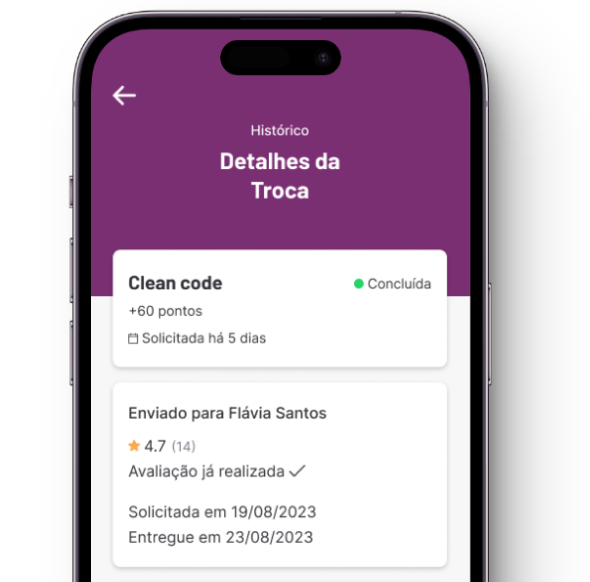 Histórico
Detalhes da
Troca
Clean code
Concluída
+60 pontos
Solicitada há 5 dias
Enviado para Flávia Santos
4.7 (14)
Avaliação já realizada
Solicitada em 19/08/2023
Entregue em 23/08/2023